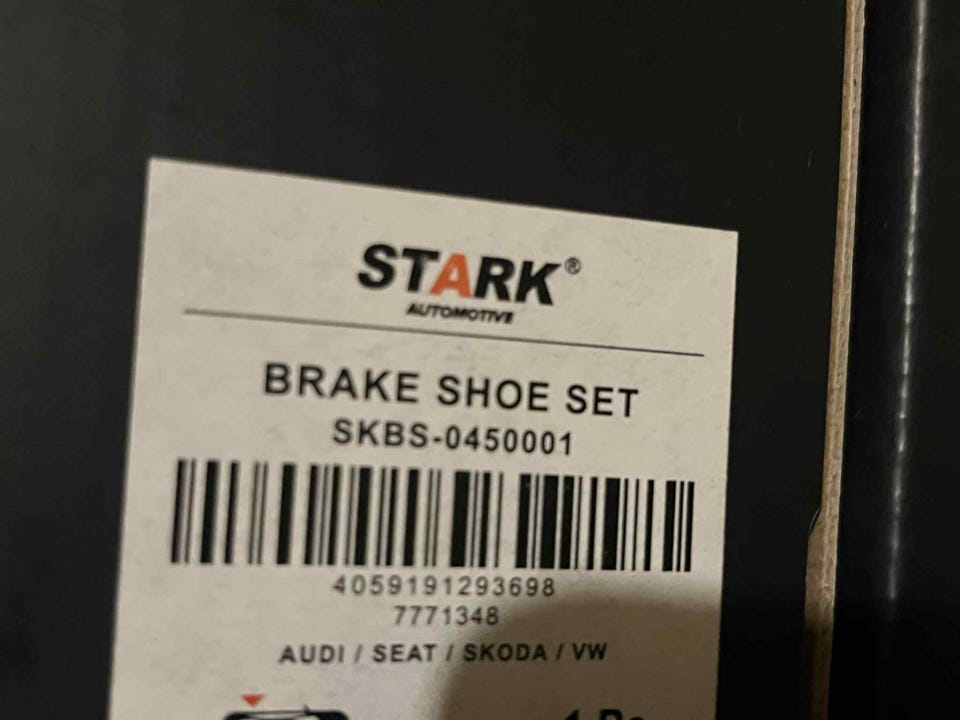 STARK®
AUTOMOTIVE
BRAKE SHOE SET
SKBS-0450001
4059191293698
7771348
AUDI / SEAT / SKODA / VW